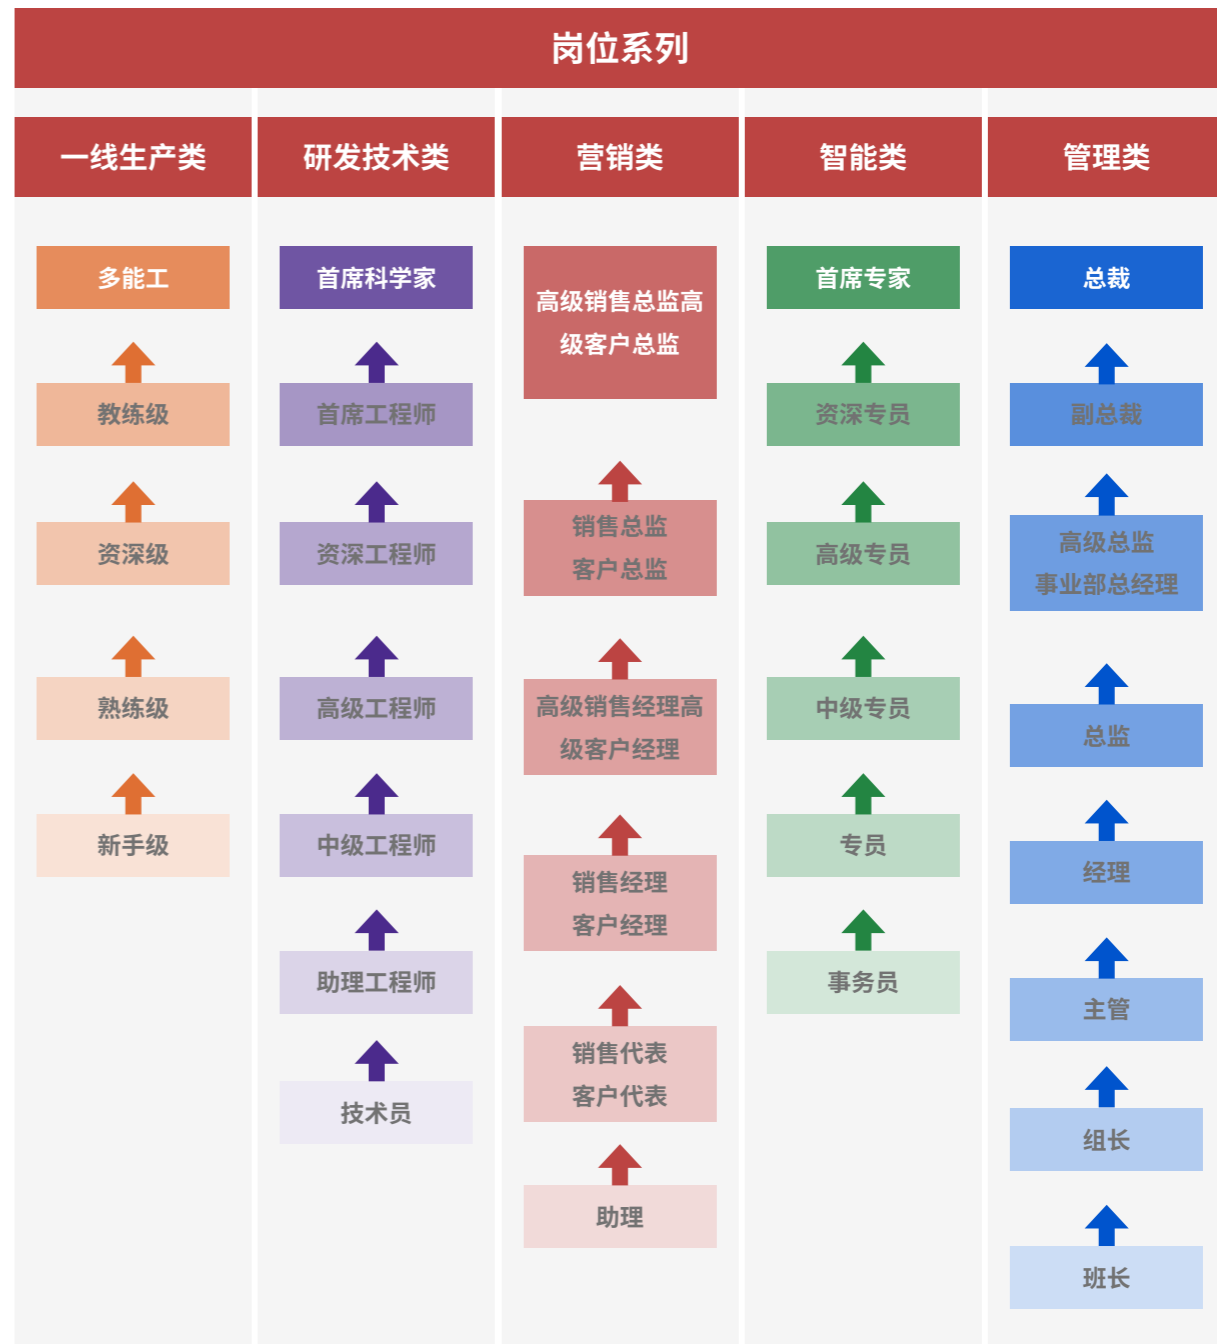 岗位系列
一线生产类
多能工
教练级
资深级
熟练级
新手级
研发技术类
首席科学家
首席工程师
资深工程师
高级工程师
中级工程师
助理工程师
技术员
营销类
高级销售总监高
级客户总监
销售总监
客户总监
高级销售经理高
级客户经理
销售经理
客户经理
销售代表
客户代表
助理
智能类
首席专家
资深专员
高级专员
中级专员
专员
事务员
管理类
总裁
副总裁
高级总监
事业部总经理
总监
经理
主管
组长
班长